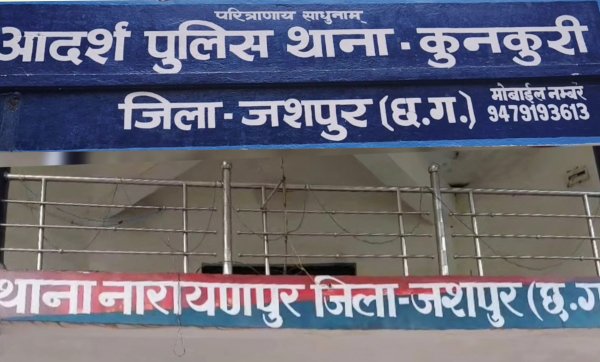 परित्राणाय साधुनाम्
आदर्श पुलिस थाना - कुनकुरी
जिला - जशपुर (छ.ग.)
मोबाईल नम्बर
9479193613
थाना नारायणपुर जिला-जशपुर (छ.ग